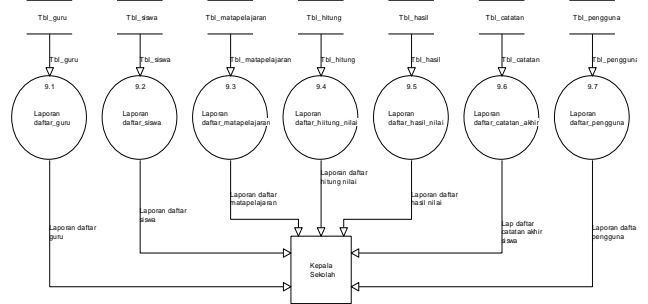 Tbl_guru
Tbl_siswa
Tbl_matapelajaran
Tbl_hitung
Tbl_hasil
Tbl_catatan
Tbl_pengguna
Tbl_guru
Tbl_siswa
Tbl_matapelajaran
Tbl_hitung
Tbl_hasil
Tbl_catatan
Tbl_pengguna
9.1
Laporan
daftar_guru
9.2
Laporan
daftar_siswa
9.3
Laporan
daftar_matapelajaran
9.4
Laporan
daftar_hiitung_nilai
9.5
Laporan
daftar_hasil_nilai
9.6
Laporan
daftar_catatan_akhir
9.7
Laporan
daftar_pengguna
Laporan daftar
guru
Laporan daftar
siswa
Laporan daftar
matapelajaran
Laporan daftar
hitung nilai
Laporan daftar
hasil nilai
Lap daftar
catatan akhir
siswa
Laporan dafta
pengguna
Kepala
Sekolah